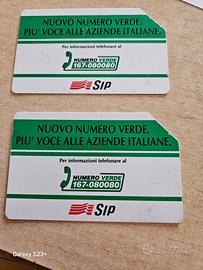 NUOVO NUMERO VERDE.
PIU' VOCE ALLE AZIENDE ITALIANE.
Per informazioni telefonare al
NUMERO VERDE
167-080080
SIP
NUOVO NUMERO VERDE.
PIU' VOCE ALLE AZIENDE ITALIANE.
Per informazioni telefonare al
NUMERO VERDE
167-080080
SIP
Galaxy S23+
subito